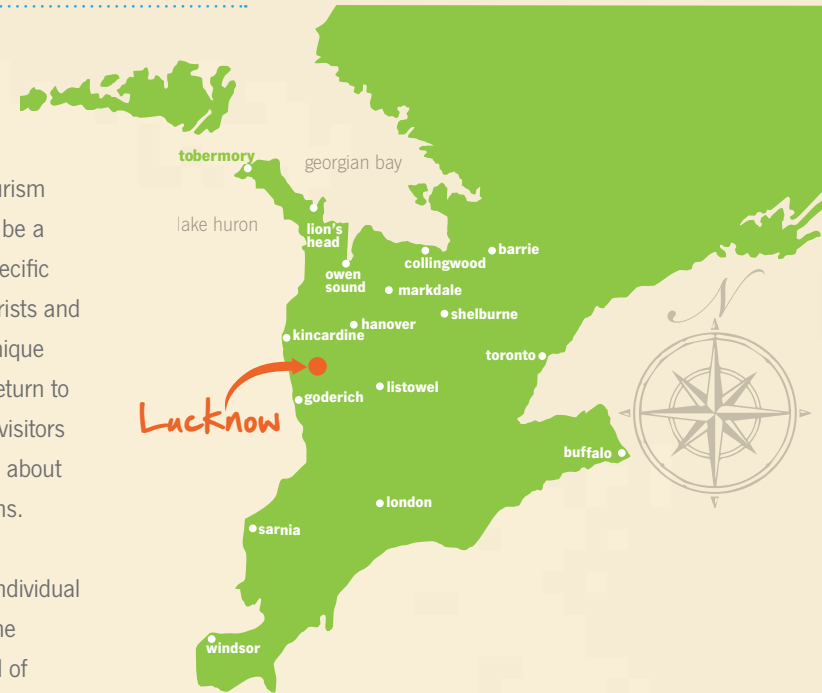 urism
be a
ecific
rists and
nique
eturn to
visitors
about
ns.
ndividual
ne
of
tobermory
georgian bay
lake huron
lion's
head
owen
sound
collingwood
barrie
markdale
shelburne
hanover
kincardine
toronto
Lucknow
listowel
goderich
buffalo
london
sarnia
windsor
N